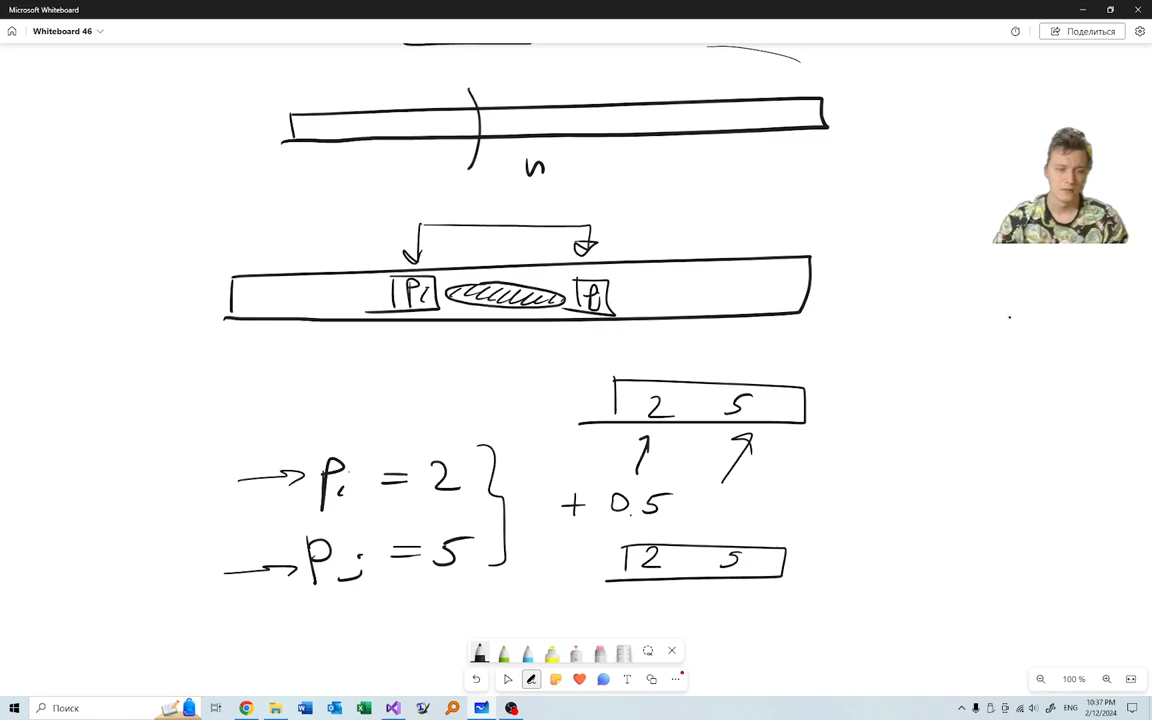 Microsoft Whiteboard
Whiteboard 46
Поделиться
n
Pi
2 5
Pi = 2
+ 0.5
Pj = 5
2 5
100 %
Поиск
ENG
10:37 PM
2/12/2024